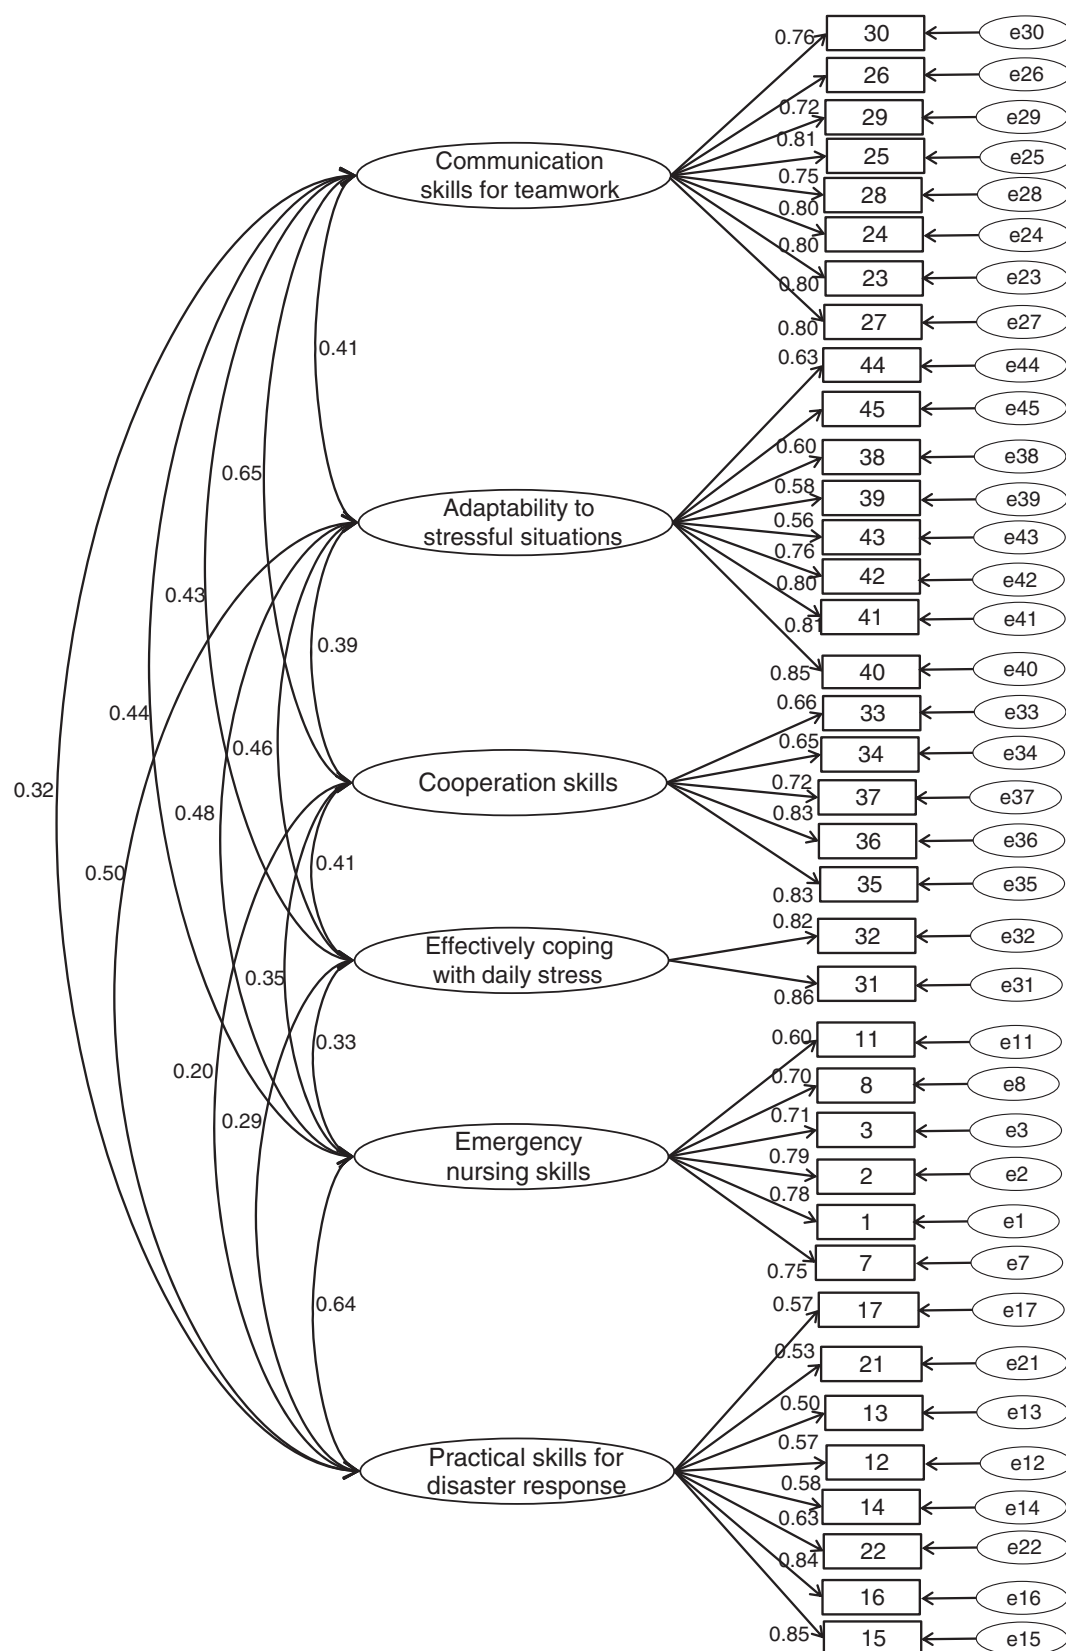 0.76 30 e30
26 e26
0.72 29 e29
0.81 25 e25
0.75 28 e28
0.80 24 e24
0.80 23 e23
0.80 27 e27
0.80
Communication
skills for teamwork
0.41
0.63 44 e44
45 e45
0.60 38 e38
0.58 39 e39
0.56 43 e43
0.76 42 e42
0.80 41 e41
0.81
0.85 40 e40
Adaptability to
stressful situations
0.65
0.43
0.39
0.44
0.46
0.32
0.48
0.50
0.66 33 e33
0.65 34 e34
0.72 37 e37
0.83 36 e36
0.83 35 e35
Cooperation skills
0.41
0.82 32 e32
0.86 31 e31
Effectively coping
with daily stress
0.35
0.33
0.20
0.29
0.60 11 e11
0.70 8 e8
0.71 3 e3
0.79 2 e2
0.78 1 e1
0.75 7 e7
Emergency
nursing skills
0.64
0.57 17 e17
0.53 21 e21
0.50 13 e13
0.57 12 e12
0.58 14 e14
0.63 22 e22
0.84 16 e16
0.85 15 e15
Practical skills for
disaster response